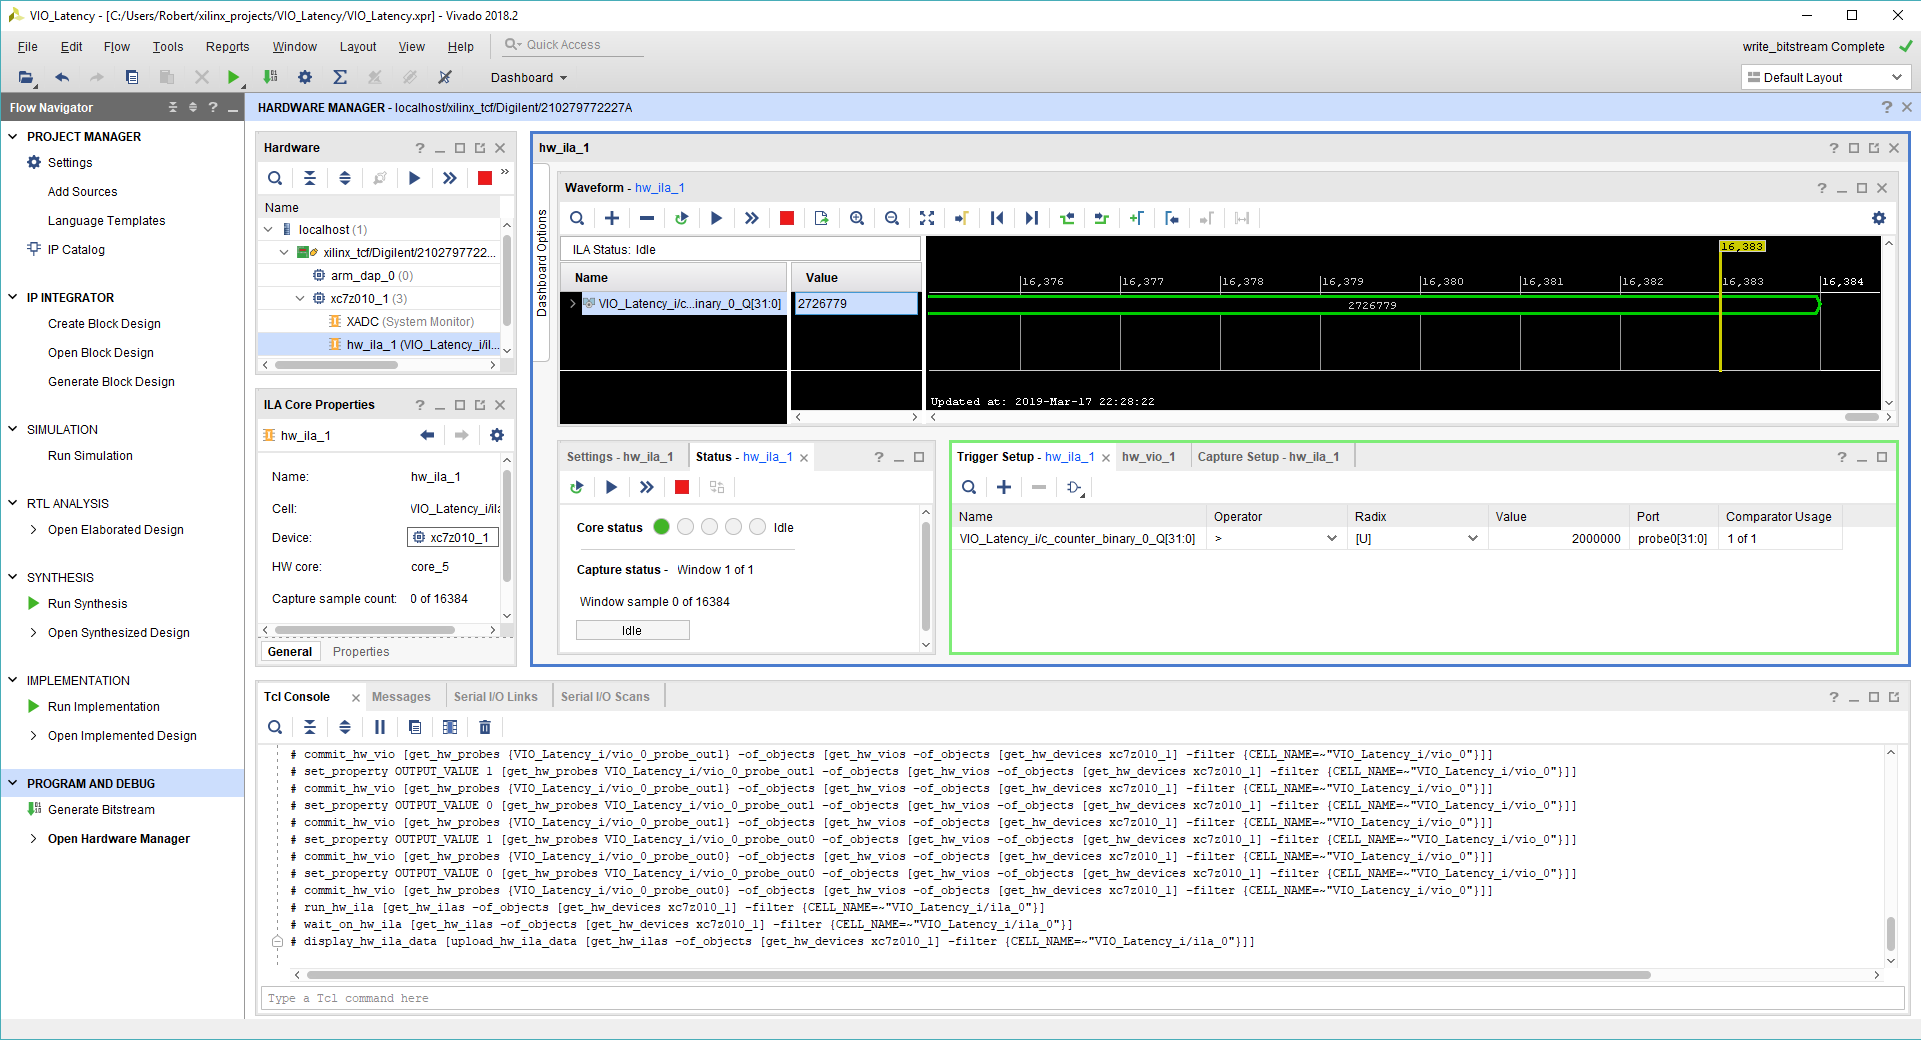 VIO_Latency - [C:/Users/Robert/xilinx_projects/VIO_Latency/VIO_Latency.xpr] - Vivado 2018.2
File Edit Flow Tools Reports Window Layout View Help Quick Access
write_bitstream Complete
Dashboard
Default Layout
Flow Navigator
PROJECT MANAGER
Settings
Add Sources
Language Templates
IP Catalog
IP INTEGRATOR
Create Block Design
Open Block Design
Generate Block Design
SIMULATION
Run Simulation
RTL ANALYSIS
Open Elaborated Design
SYNTHESIS
Run Synthesis
Open Synthesized Design
IMPLEMENTATION
Run Implementation
Open Implemented Design
PROGRAM AND DEBUG
Generate Bitstream
Open Hardware Manager
HARDWARE MANAGER - localhost/xilinx_tcf/Digilent/210279772227A
Hardware
Name
localhost (1)
xilinx_tcf/Digilent/2102797722...
arm_dap_0 (0)
xc7z010_1 (3)
XADC (System Monitor)
hw_ila_1 (VIO_Latency_i/il...
ILA Core Properties
hw_ila_1
Name: hw_ila_1
Cell: VIO_Latency_i/ila
Device: xc7z010_1
HW core: core_5
Capture sample count: 0 of 16384
General Properties
hw_ila_1
Dashboard Options
Waveform - hw_ila_1
ILA Status: Idle
Name Value
VIO_Latency_i/c...inary_0_Q[31:0] 2726779
16,383
16,376 16,377 16,378 16,379 16,380 16,381 16,382 16,383 16,384
2726779
Updated at: 2019-Mar-17 22:28:22
Settings - hw_ila_1 Status - hw_ila_1
Core status Idle
Capture status - Window 1 of 1
Window sample 0 of 16384
Idle
Trigger Setup - hw_ila_1 hw_vio_1 Capture Setup - hw_ila_1
Name Operator Radix Value Port Comparator Usage
VIO_Latency_i/c_counter_binary_0_Q[31:0] > [U] 2000000 probe0[31:0] 1 of 1
Tcl Console Messages Serial I/O Links Serial I/O Scans
# commit_hw_vio [get_hw_probes {VIO_Latency_i/vio_0_probe_out1} -of_objects [get_hw_vios -of_objects [get_hw_devices xc7z010_1] -filter {CELL_NAME=~"VIO_Latency_i/vio_0"}]]
# set_property OUTPUT_VALUE 1 [get_hw_probes VIO_Latency_i/vio_0_probe_out1 -of_objects [get_hw_vios -of_objects [get_hw_devices xc7z010_1] -filter {CELL_NAME=~"VIO_Latency_i/vio_0"}]]
# commit_hw_vio [get_hw_probes {VIO_Latency_i/vio_0_probe_out1} -of_objects [get_hw_vios -of_objects [get_hw_devices xc7z010_1] -filter {CELL_NAME=~"VIO_Latency_i/vio_0"}]]
# set_property OUTPUT_VALUE 0 [get_hw_probes VIO_Latency_i/vio_0_probe_out1 -of_objects [get_hw_vios -of_objects [get_hw_devices xc7z010_1] -filter {CELL_NAME=~"VIO_Latency_i/vio_0"}]]
# commit_hw_vio [get_hw_probes {VIO_Latency_i/vio_0_probe_out1} -of_objects [get_hw_vios -of_objects [get_hw_devices xc7z010_1] -filter {CELL_NAME=~"VIO_Latency_i/vio_0"}]]
# set_property OUTPUT_VALUE 1 [get_hw_probes VIO_Latency_i/vio_0_probe_out0 -of_objects [get_hw_vios -of_objects [get_hw_devices xc7z010_1] -filter {CELL_NAME=~"VIO_Latency_i/vio_0"}]]
# commit_hw_vio [get_hw_probes {VIO_Latency_i/vio_0_probe_out0} -of_objects [get_hw_vios -of_objects [get_hw_devices xc7z010_1] -filter {CELL_NAME=~"VIO_Latency_i/vio_0"}]]
# set_property OUTPUT_VALUE 0 [get_hw_probes VIO_Latency_i/vio_0_probe_out0 -of_objects [get_hw_vios -of_objects [get_hw_devices xc7z010_1] -filter {CELL_NAME=~"VIO_Latency_i/vio_0"}]]
# commit_hw_vio [get_hw_probes {VIO_Latency_i/vio_0_probe_out0} -of_objects [get_hw_vios -of_objects [get_hw_devices xc7z010_1] -filter {CELL_NAME=~"VIO_Latency_i/vio_0"}]]
# run_hw_ila [get_hw_ilas -of_objects [get_hw_devices xc7z010_1] -filter {CELL_NAME=~"VIO_Latency_i/ila_0"}]
# wait_on_hw_ila [get_hw_ilas -of_objects [get_hw_devices xc7z010_1] -filter {CELL_NAME=~"VIO_Latency_i/ila_0"}]
# display_hw_ila_data [upload_hw_ila_data [get_hw_ilas -of_objects [get_hw_devices xc7z010_1] -filter {CELL_NAME=~"VIO_Latency_i/ila_0"}]]
Type a Tcl command here